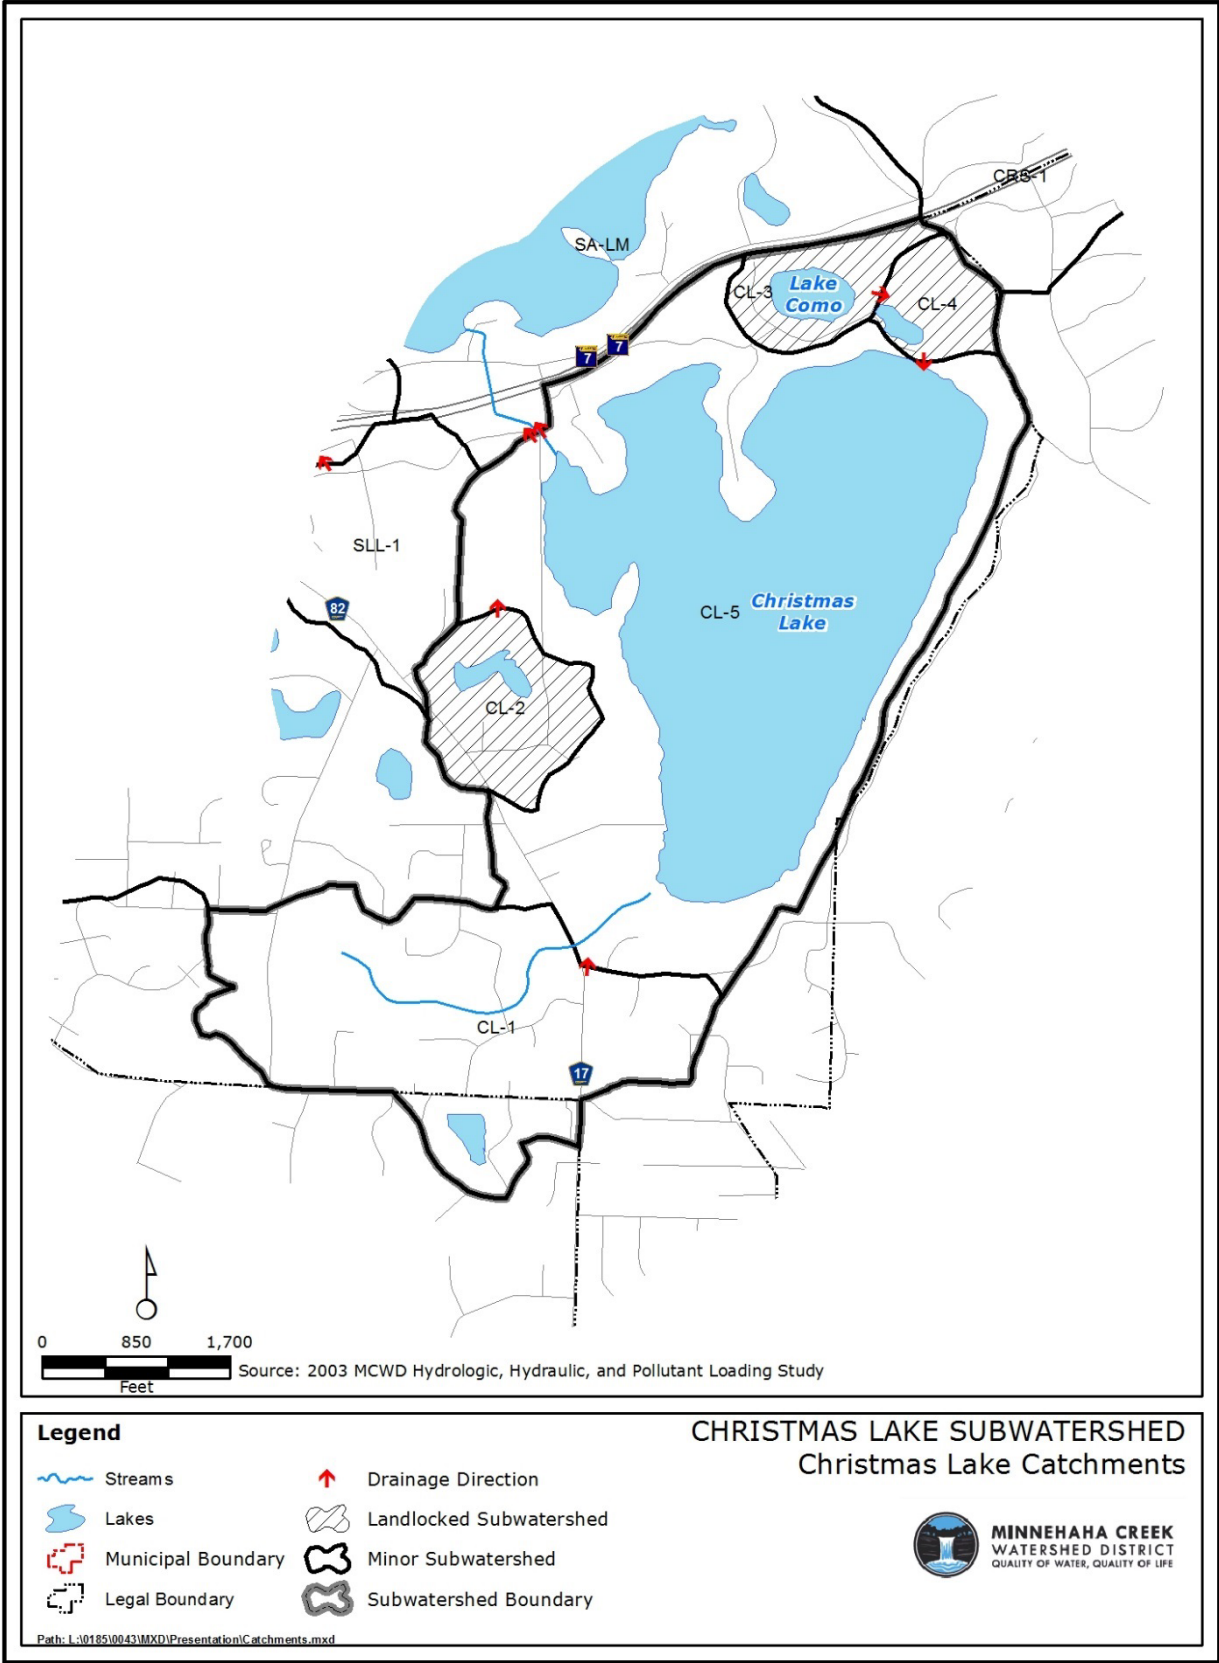 CRS-1
SA-LM
CL-3
Lake
Como
CL-4
7
7
SLL-1
82
CL-5
Christmas
Lake
CL-2
CL-1
17
0 850 1,700
Feet
Source: 2003 MCWD Hydrologic, Hydraulic, and Pollutant Loading Study
Legend
Streams
Lakes
Municipal Boundary
Legal Boundary
Drainage Direction
Landlocked Subwatershed
Minor Subwatershed
Subwatershed Boundary
CHRISTMAS LAKE SUBWATERSHED
Christmas Lake Catchments
MINNEHAHA CREEK
WATERSHED DISTRICT
QUALITY OF WATER, QUALITY OF LIFE
Path: L:\0185\0043\MXD\Presentation\Catchments.mxd